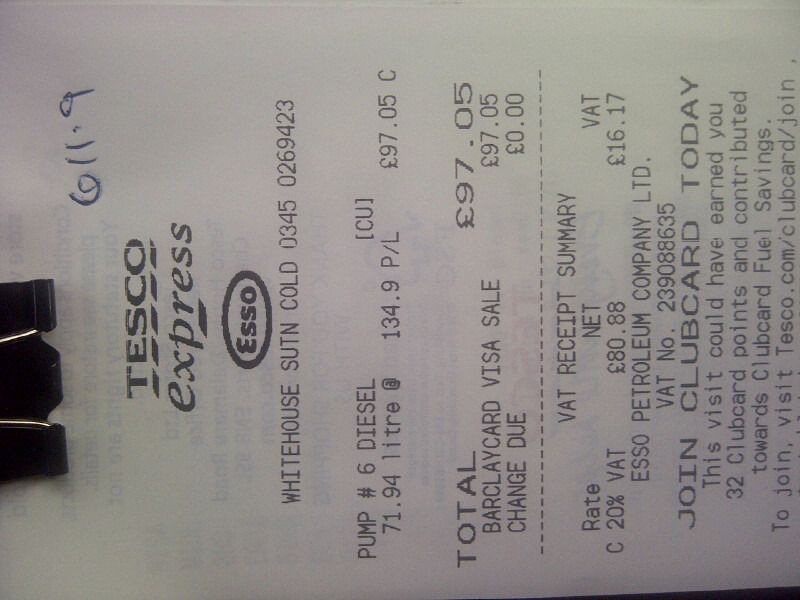 611.9
TESCO
express
Esso
WHITEHOUSE SUTN COLD 0345 0269423
PUMP # 6 DIESEL [CU]
71.94 litre @ 134.9 P/L £97.05 C
TOTAL £97.05
BARCLAYCARD VISA SALE £97.05
CHANGE DUE £0.00
VAT RECEIPT SUMMARY
Rate NET VAT
C 20% VAT £80.88 £16.17
ESSO PETROLEUM COMPANY LTD.
VAT No. 239088635
JOIN CLUBCARD TODAY
This visit could have earned you
32 Clubcard points and contributed
towards Clubcard Fuel Savings.
To join, visit Tesco.com/clubcard/join,